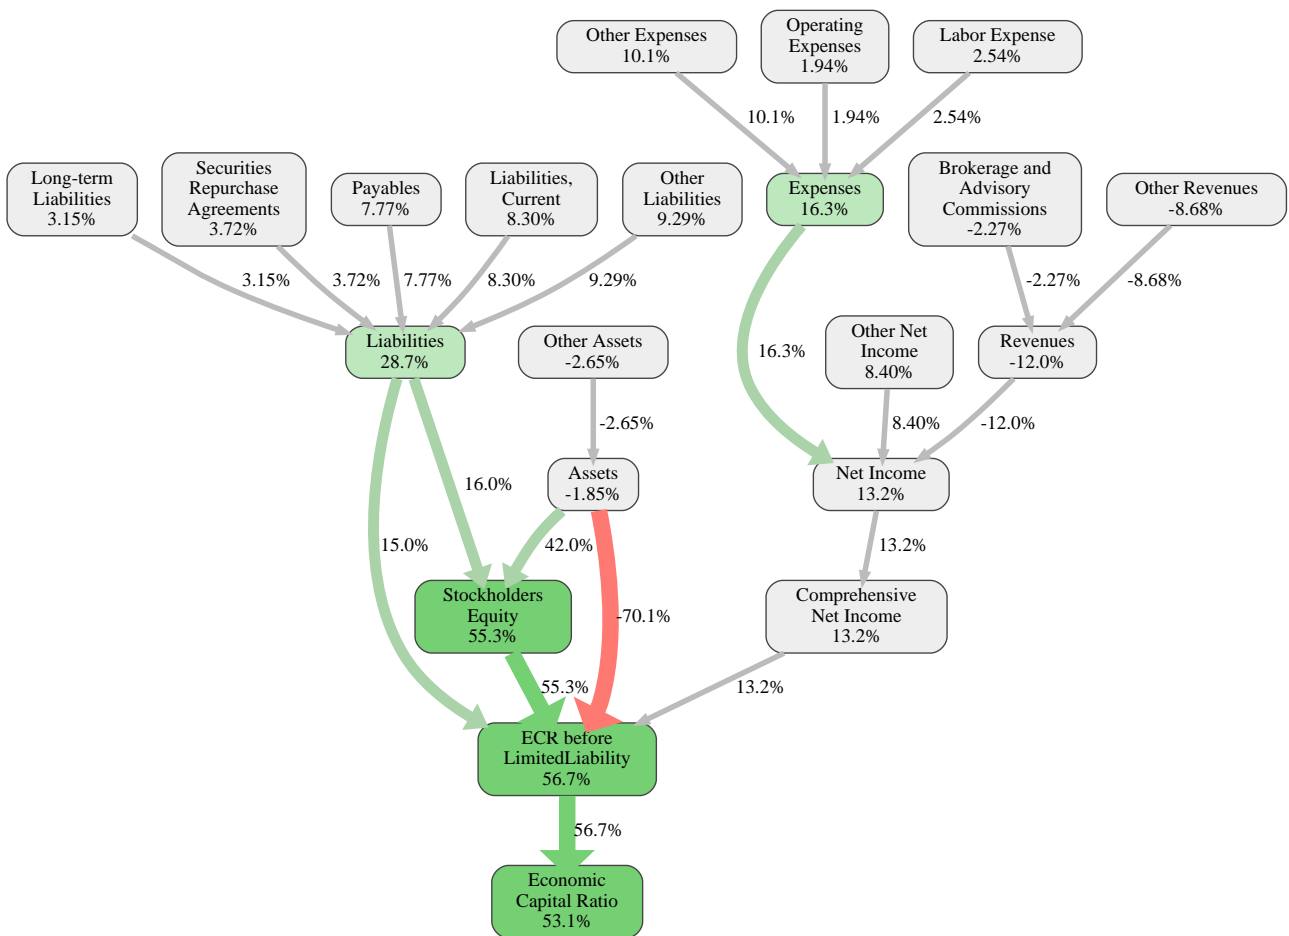 Other Expenses
10.1%
Operating
Expenses
1.94%
Labor Expense
2.54%
10.1%
1.94%
2.54%
Long-term
Liabilities
3.15%
Securities
Repurchase
Agreements
3.72%
Payables
7.77%
Liabilities,
Current
8.30%
Other
Liabilities
9.29%
Expenses
16.3%
Brokerage and
Advisory
Commissions
-2.27%
Other Revenues
-8.68%
3.15%
3.72%
7.77%
8.30%
9.29%
-2.27%
-8.68%
Liabilities
28.7%
Other Assets
-2.65%
16.3%
Other Net
Income
8.40%
Revenues
-12.0%
-2.65%
8.40%
-12.0%
16.0%
Assets
-1.85%
Net Income
13.2%
15.0%
42.0%
13.2%
Stockholders
Equity
55.3%
-70.1%
Comprehensive
Net Income
13.2%
55.3%
13.2%
ECR before
LimitedLiability
56.7%
56.7%
Economic
Capital Ratio
53.1%